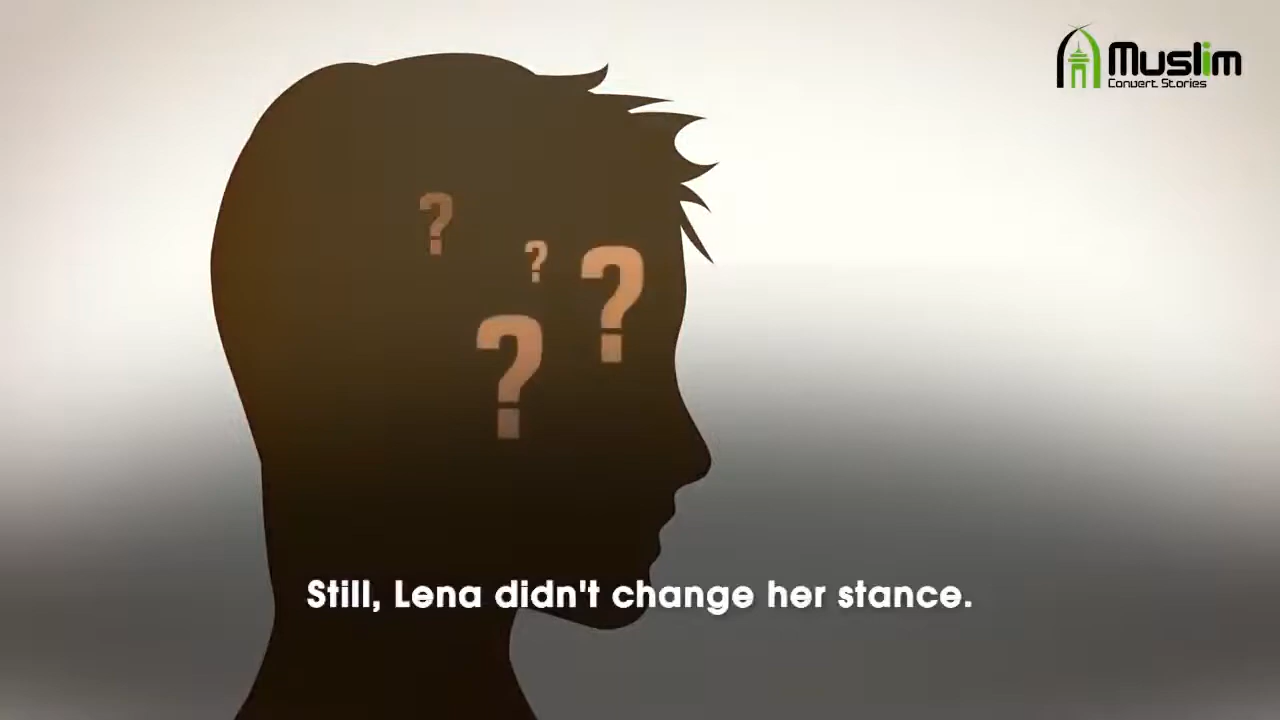 Muslim
Convert Stories
? ? ?
?
Still, Lena didn't change her stance.